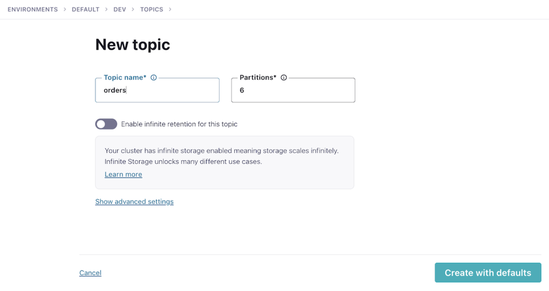 ENVIRONMENTS > DEFAULT > DEV > TOPICS >
New topic
Topic name* Partitions*
orders 6
Enable infinite retention for this topic
Your cluster has infinite storage enabled meaning storage scales infinitely.
Infinite Storage unlocks many different use cases.
Learn more
Show advanced settings
Cancel Create with defaults